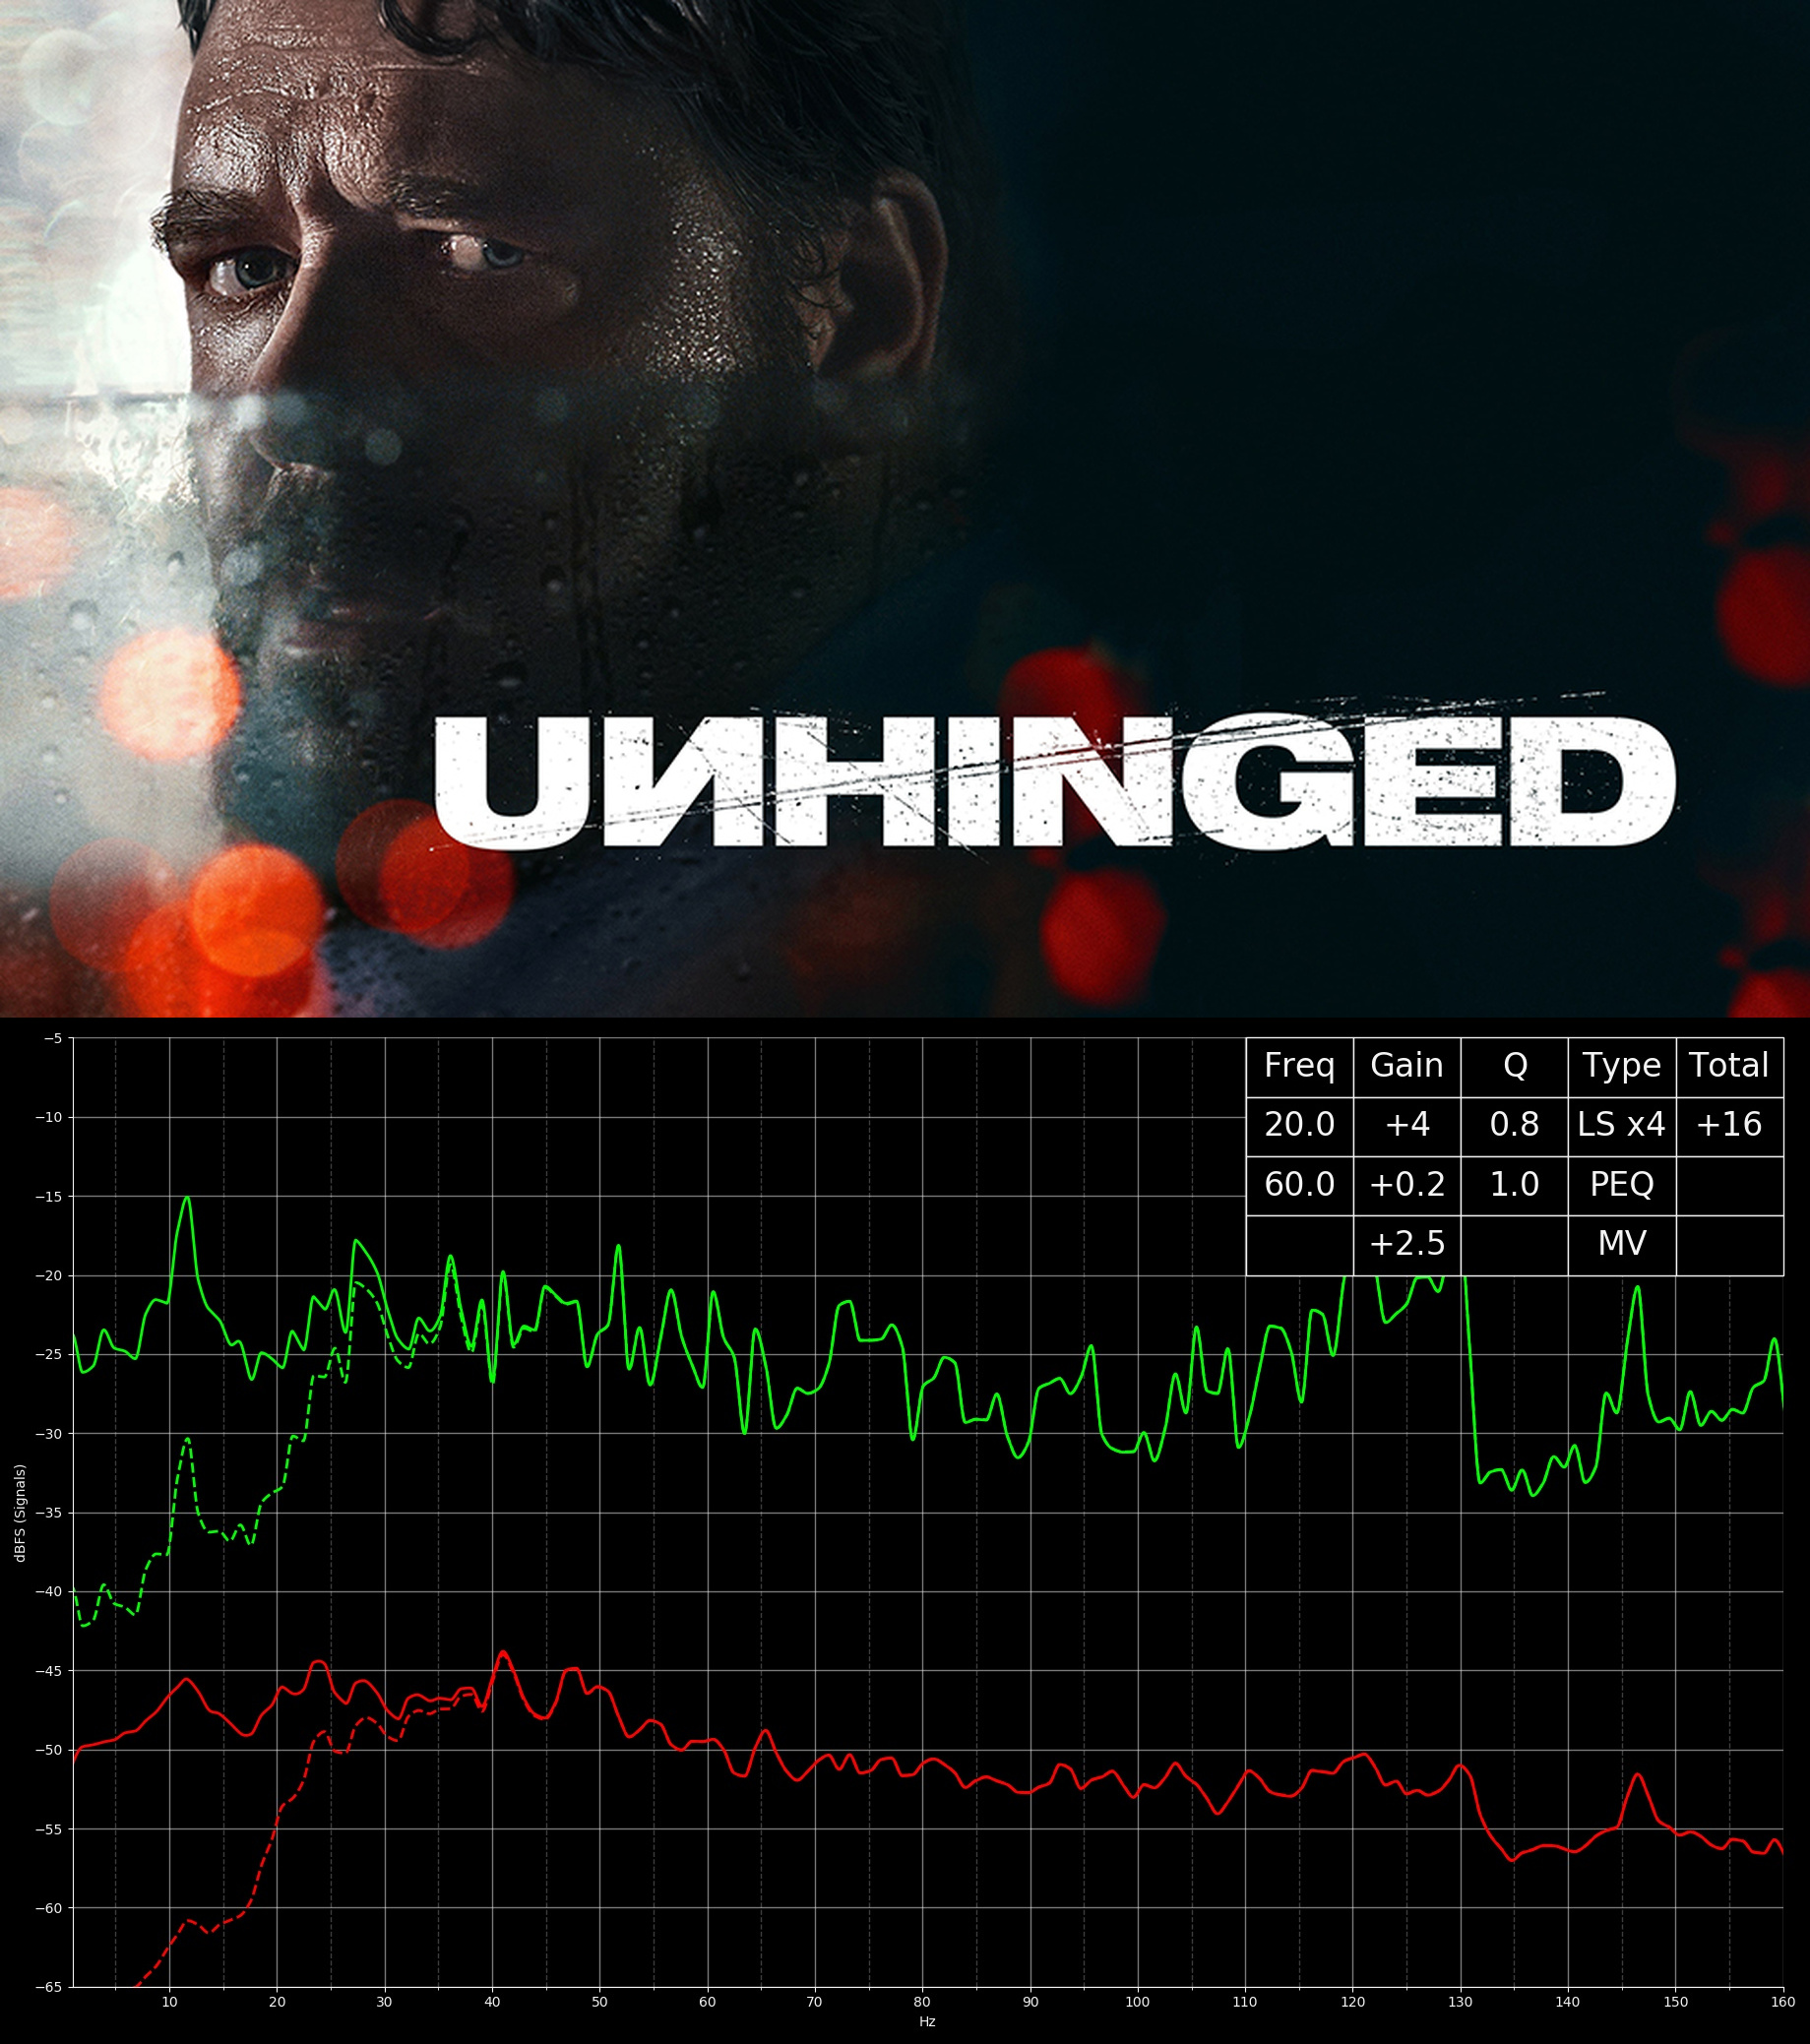 UИHINGED
Freq Gain Q Type Total
20.0 +4 0.8 LS x4 +16
60.0 +0.2 1.0 PEQ
+2.5 MV
−5
−10
−15
−20
−25
−30
−35
−40
−45
−50
−55
−60
−65
dBFS (Signals)
10 20 30 40 50 60 70 80 90 100 110 120 130 140 150 160
Hz